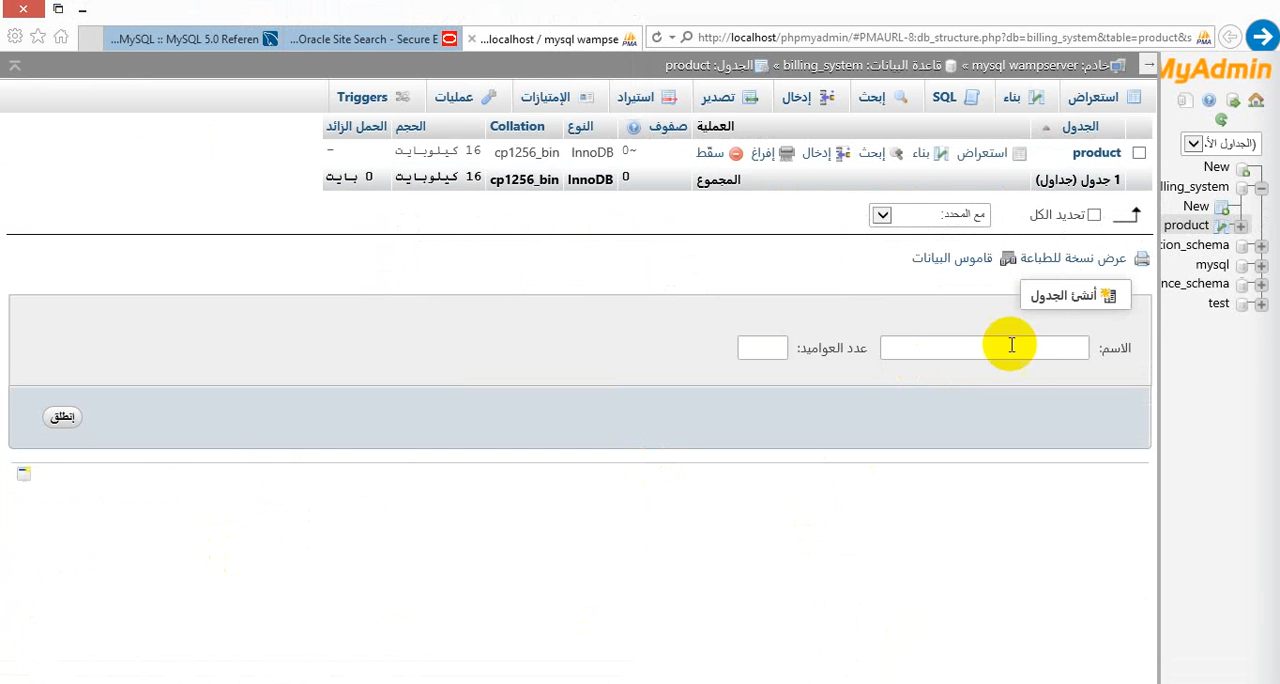 ...MySQL :: MySQL 5.0 Referen
...Oracle Site Search - Secure E
...localhost / mysql wampse
http://localhost/phpmyadmin/#PMAURL-8:db_structure.php?db=billing_system&table=product&s
خادم: mysql wampserver » قاعدة البيانات: billing_system » الجدول: product
MyAdmin
استعراض
بناء
SQL
إبحث
إدخال
تصدير
استيراد
الإمتيازات
عمليات
Triggers
الجدول العملية صفوف النوع Collation الحجم الحمل الزائد
product استعراض بناء إبحث إدخال إفراغ سقّط ~0 InnoDB cp1256_bin 16 كيلوبايت -
1 جدول (جداول) المجموع 0 InnoDB cp1256_bin 16 كيلوبايت 0 بايت
تحديد الكل مع المحدد:
عرض نسخة للطباعة قاموس البيانات
أنشئ الجدول
الاسم: عدد العواميد:
إنطلق
(الجداول الأ.
New
lling_system
New
product
tion_schema
mysql
nce_schema
test